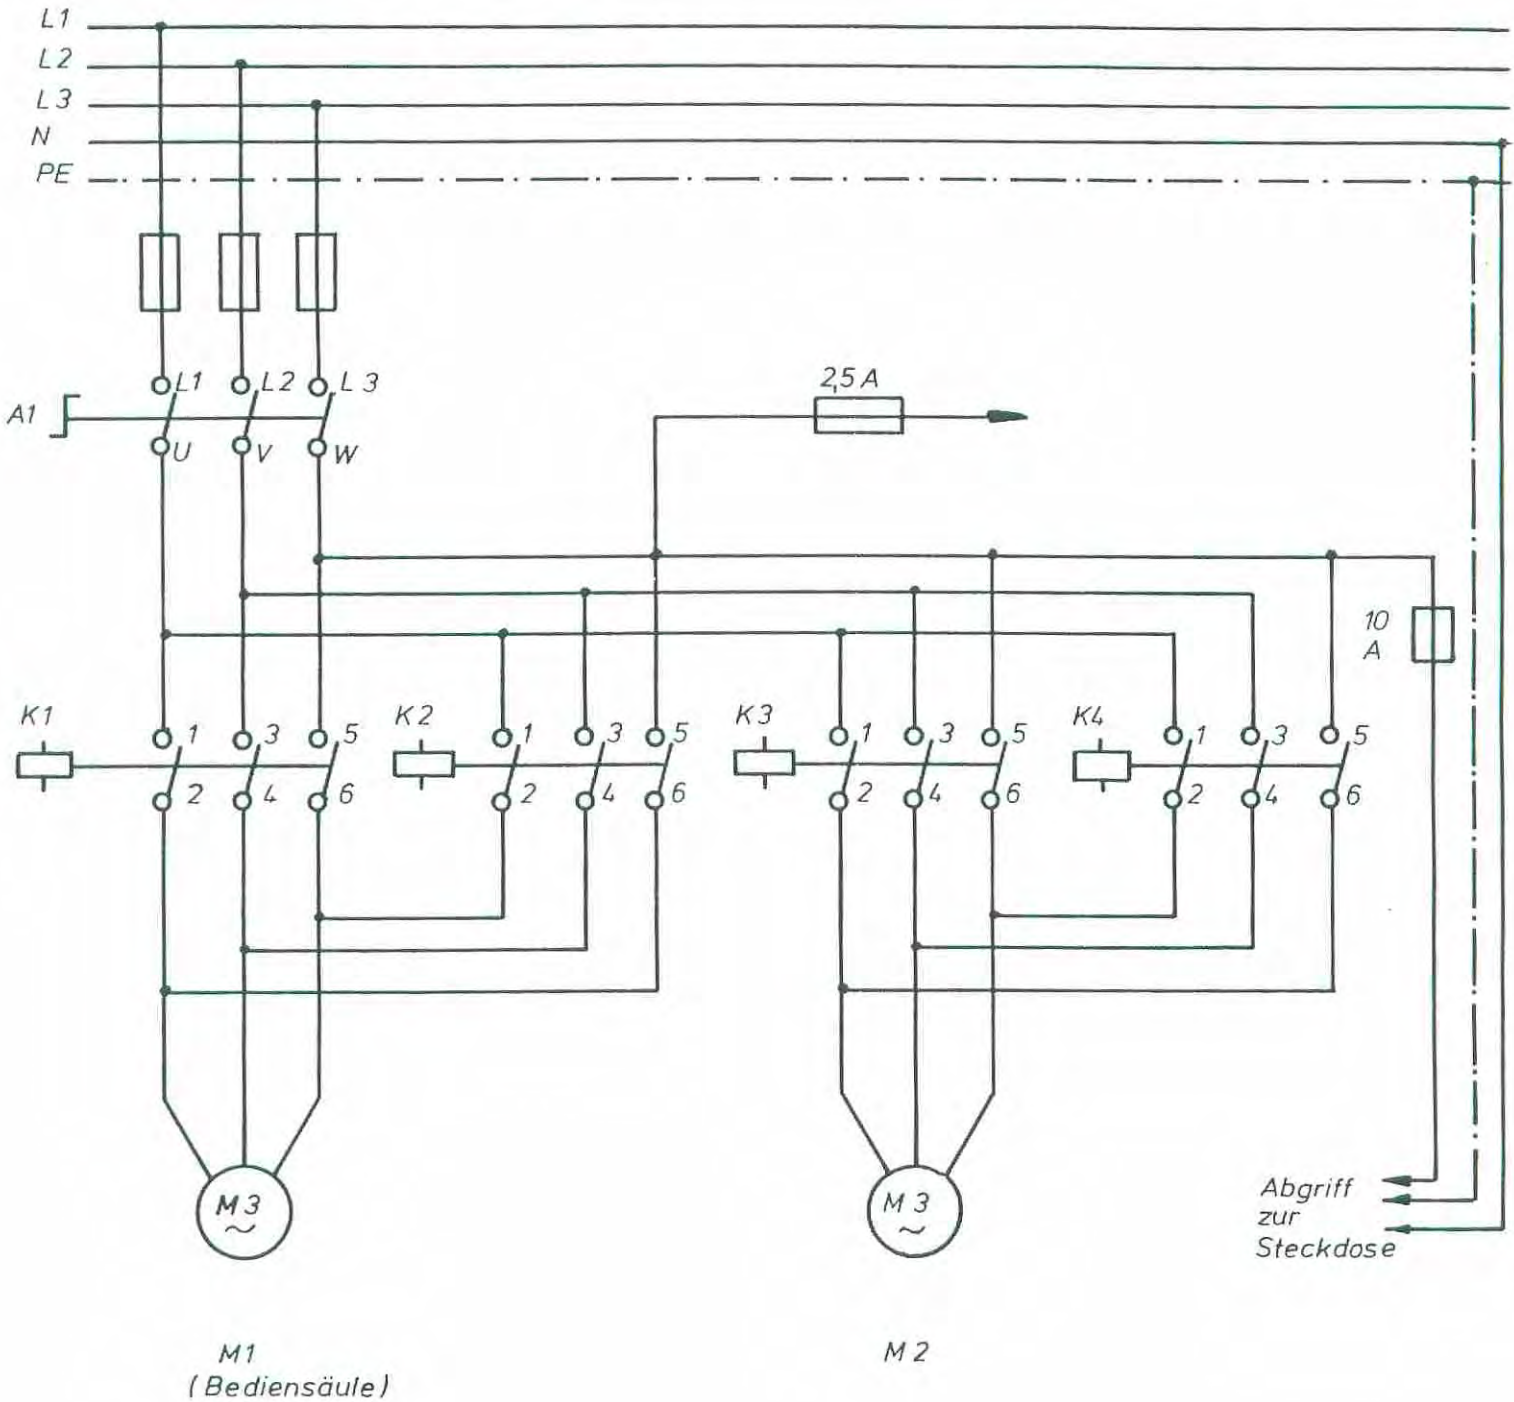 L1
L2
L3
N
PE
L1 L2 L3
2,5 A
A1
U V W
10
A
K1 1 3 5
K2 1 3 5
K3 1 3 5
K4 1 3 5
2 4 6
2 4 6
2 4 6
2 4 6
M 3
~
M 3
~
Abgriff
zur
Steckdose
M1
(Bediensäule)
M 2